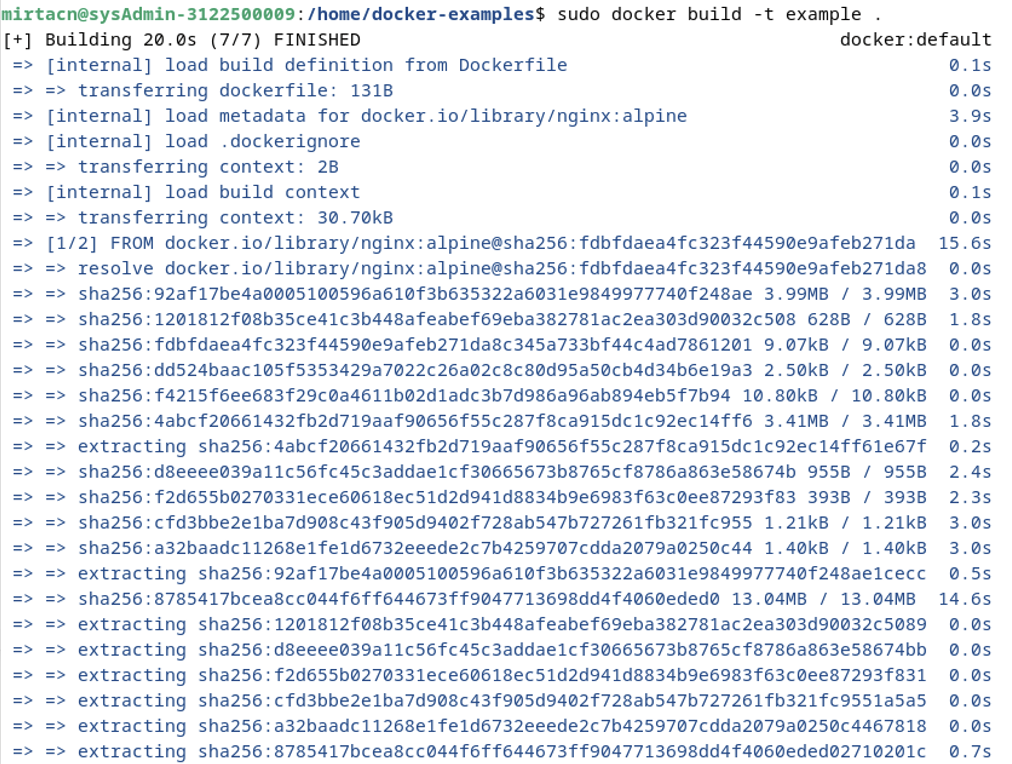 mirtacn@sysAdmin-3122500009:/home/docker-examples$ sudo docker build -t example .
[+] Building 20.0s (7/7) FINISHED docker:default
=> [internal] load build definition from Dockerfile 0.1s
=> => transferring dockerfile: 131B 0.0s
=> [internal] load metadata for docker.io/library/nginx:alpine 3.9s
=> [internal] load .dockerignore 0.0s
=> => transferring context: 2B 0.0s
=> [internal] load build context 0.1s
=> => transferring context: 30.70kB 0.0s
=> [1/2] FROM docker.io/library/nginx:alpine@sha256:fdbfdaea4fc323f44590e9afeb271da 15.6s
=> => resolve docker.io/library/nginx:alpine@sha256:fdbfdaea4fc323f44590e9afeb271da8 0.0s
=> => sha256:92af17be4a0005100596a610f3b635322a6031e9849977740f248ae 3.99MB / 3.99MB 3.0s
=> => sha256:1201812f08b35ce41c3b448afeabef69eba382781ac2ea303d90032c508 628B / 628B 1.8s
=> => sha256:fdbfdaea4fc323f44590e9afeb271da8c345a733bf44c4ad7861201 9.07kB / 9.07kB 0.0s
=> => sha256:dd524baac105f5353429a7022c26a02c8c80d95a50cb4d34b6e19a3 2.50kB / 2.50kB 0.0s
=> => sha256:f4215f6ee683f29c0a4611b02d1adc3b7d986a96ab894eb5f7b94 10.80kB / 10.80kB 0.0s
=> => sha256:4abcf20661432fb2d719aaf90656f55c287f8ca915dc1c92ec14ff6 3.41MB / 3.41MB 1.8s
=> => extracting sha256:4abcf20661432fb2d719aaf90656f55c287f8ca915dc1c92ec14ff61e67f 0.2s
=> => sha256:d8eeee039a11c56fc45c3addae1cf30665673b8765cf8786a863e58674b 955B / 955B 2.4s
=> => sha256:f2d655b0270331ece60618ec51d2d941d8834b9e6983f63c0ee87293f83 393B / 393B 2.3s
=> => sha256:cfd3bbe2e1ba7d908c43f905d9402f728ab547b727261fb321fc955 1.21kB / 1.21kB 3.0s
=> => sha256:a32baadc11268e1fe1d6732eeede2c7b4259707cdda2079a0250c44 1.40kB / 1.40kB 3.0s
=> => extracting sha256:92af17be4a0005100596a610f3b635322a6031e9849977740f248ae1cecc 0.5s
=> => sha256:8785417bcea8cc044f6ff644673ff9047713698dd4f4060eded0 13.04MB / 13.04MB 14.6s
=> => extracting sha256:1201812f08b35ce41c3b448afeabef69eba382781ac2ea303d90032c5089 0.0s
=> => extracting sha256:d8eeee039a11c56fc45c3addae1cf30665673b8765cf8786a863e58674bb 0.0s
=> => extracting sha256:f2d655b0270331ece60618ec51d2d941d8834b9e6983f63c0ee87293f831 0.0s
=> => extracting sha256:cfd3bbe2e1ba7d908c43f905d9402f728ab547b727261fb321fc9551a5a5 0.0s
=> => extracting sha256:a32baadc11268e1fe1d6732eeede2c7b4259707cdda2079a0250c4467818 0.0s
=> => extracting sha256:8785417bcea8cc044f6ff644673ff9047713698dd4f4060eded02710201c 0.7s